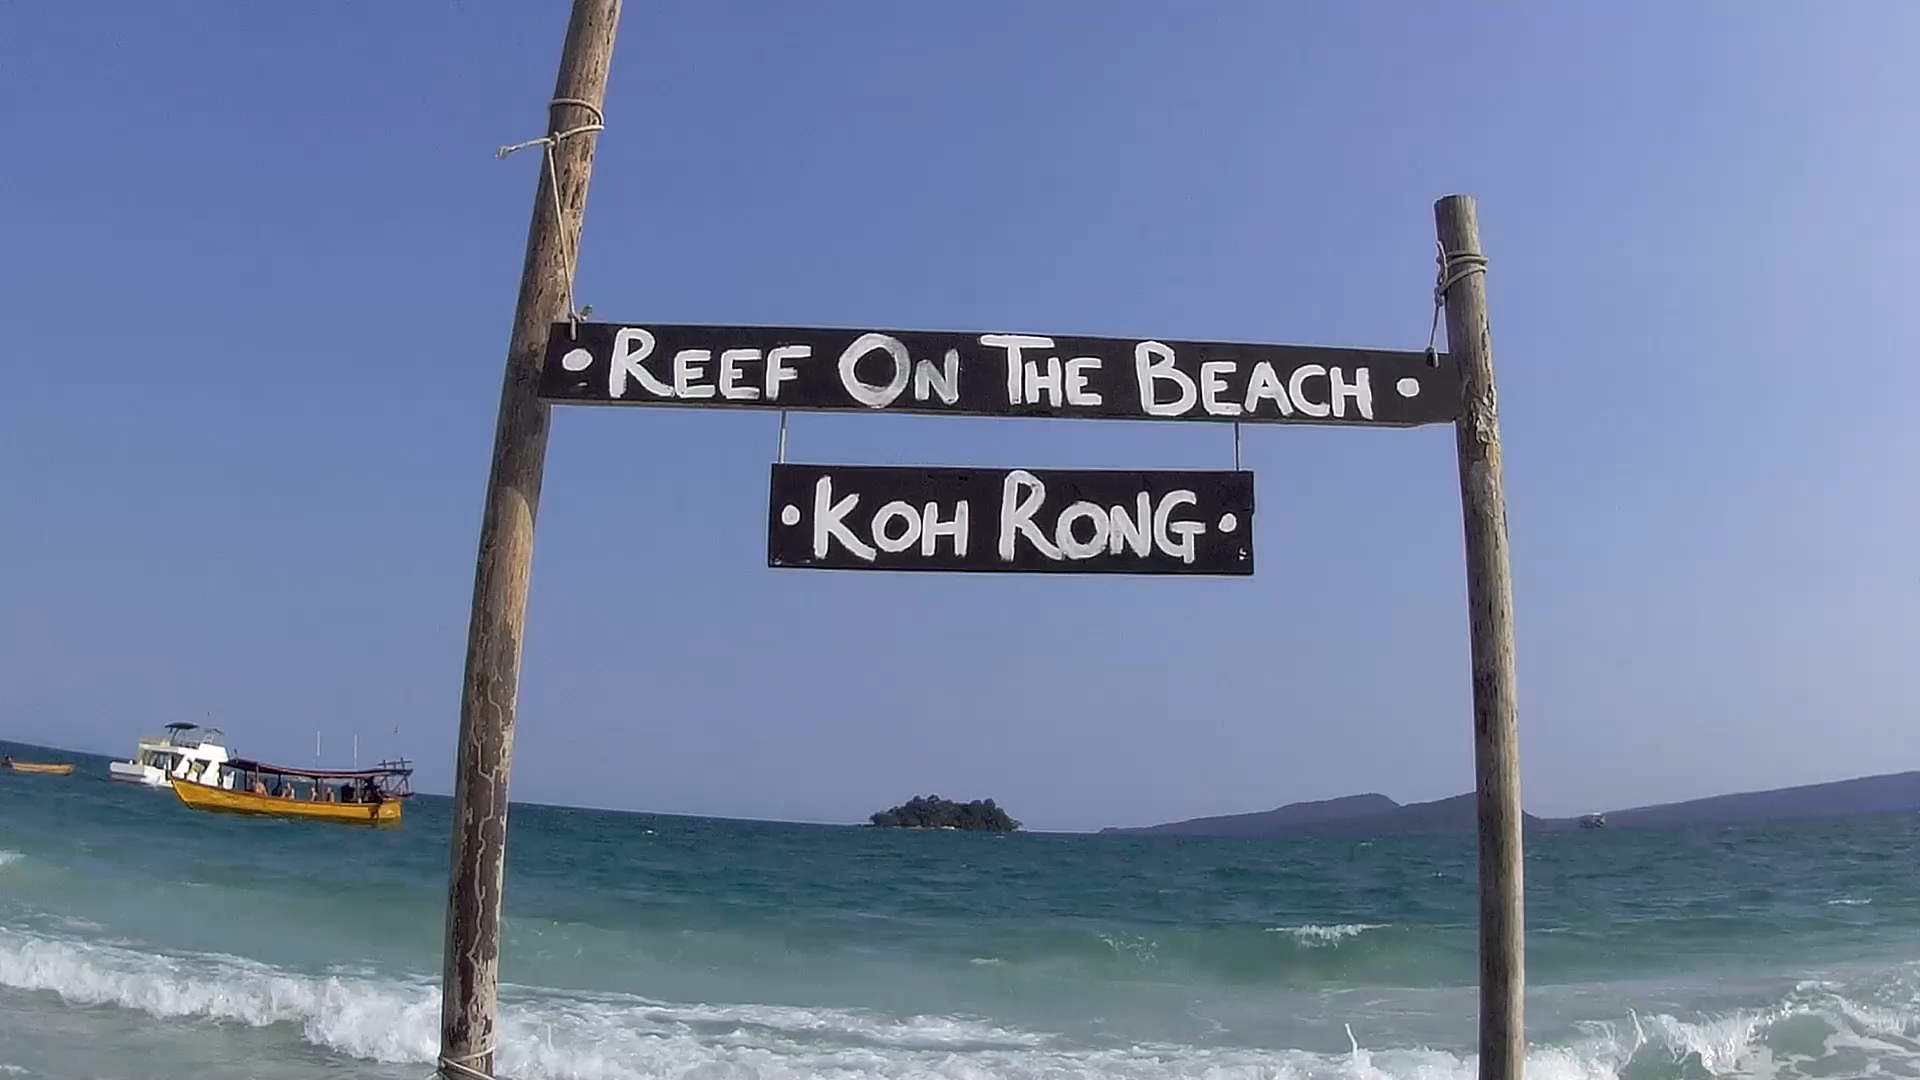 • REEF ON THE BEACH •
• KOH RONG •